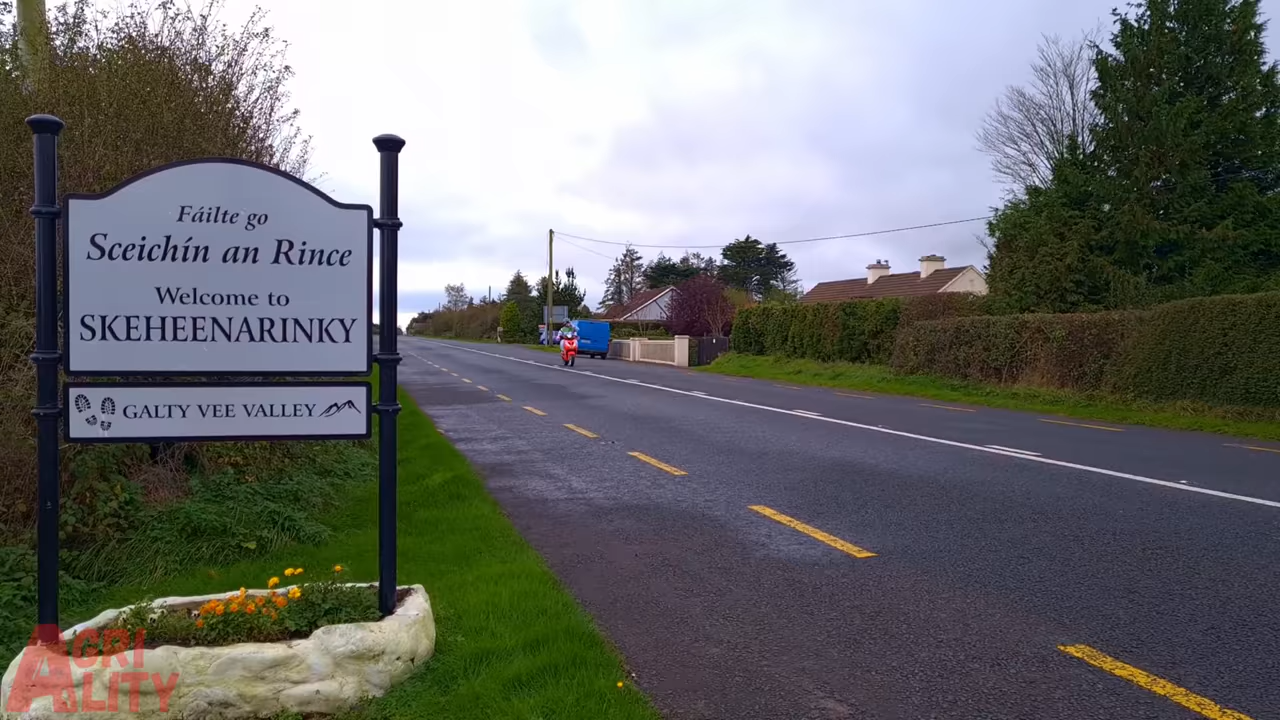 Fáilte go
Sceichín an Rince
Welcome to
SKEHEENARINKY
GALTY VEE VALLEY
AGRI
ALITY